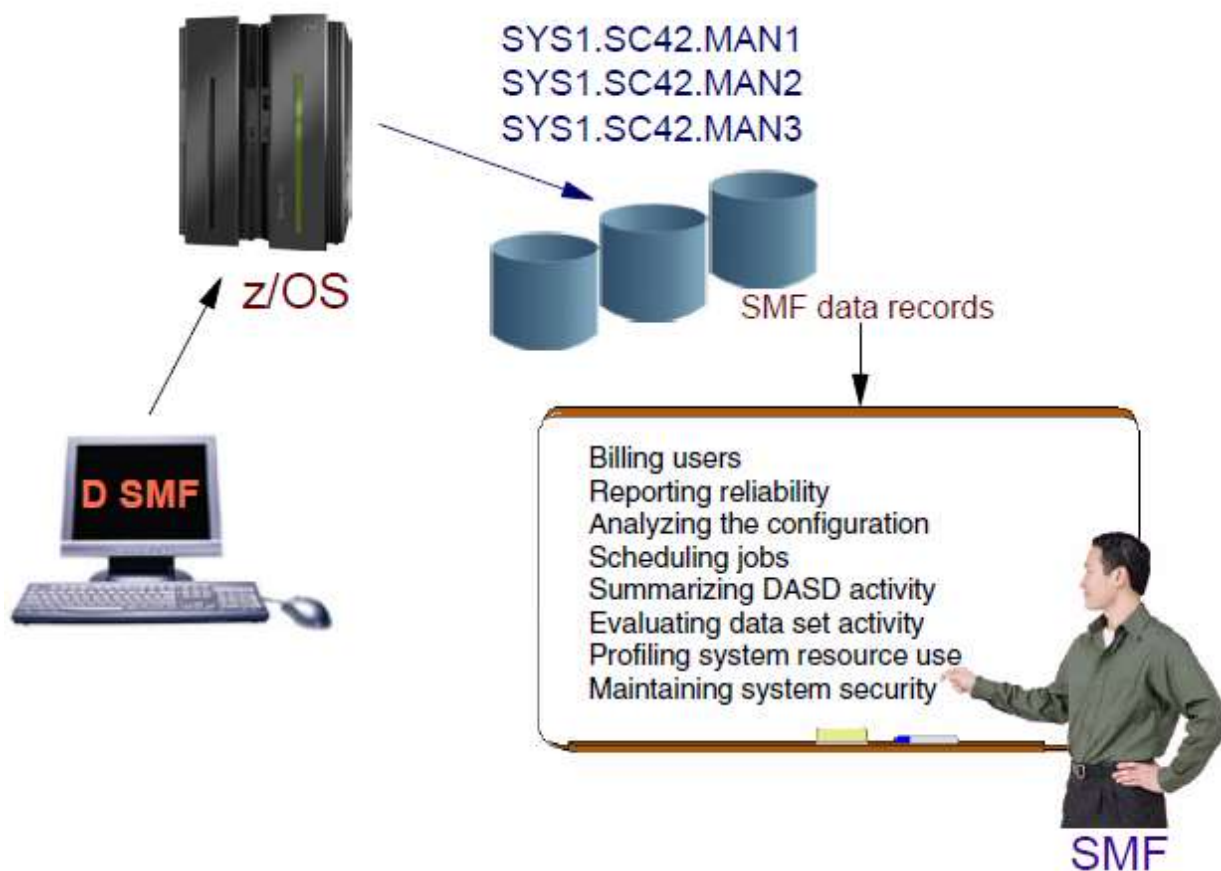 SYS1.SC42.MAN1
SYS1.SC42.MAN2
SYS1.SC42.MAN3
z/OS
SMF data records
D SMF
Billing users
Reporting reliability
Analyzing the configuration
Scheduling jobs
Summarizing DASD activity
Evaluating data set activity
Profiling system resource use
Maintaining system security
SMF